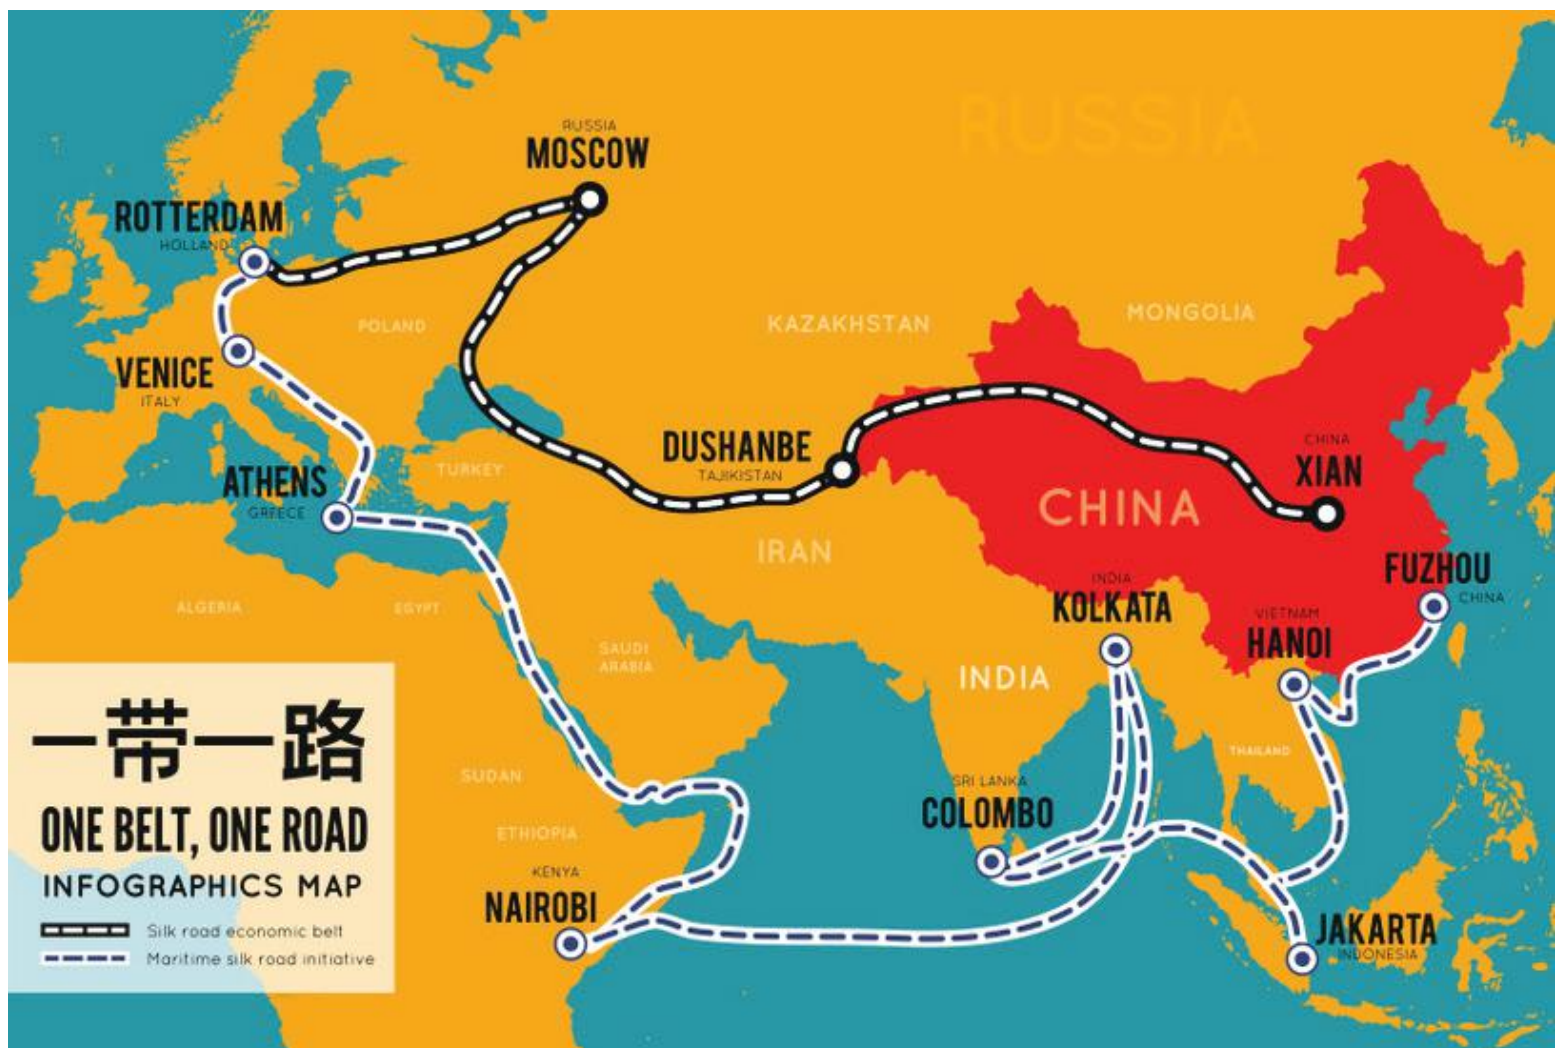 RUSSIA
RUSSIA
MOSCOW
ROTTERDAM
HOLLAND
POLAND
KAZAKHSTAN
MONGOLIA
VENICE
ITALY
DUSHANBE
TAJIKISTAN
CHINA
XIAN
ATHENS
GREECE
TURKEY
CHINA
IRAN
FUZHOU
CHINA
INDIA
KOLKATA
VIETNAM
HANOI
ALGERIA
EGYPT
SAUDI
ARABIA
INDIA
THAILAND
SUDAN
SRI LANKA
COLOMBO
ETHIOPIA
KENYA
NAIROBI
JAKARTA
INDONESIA
一带一路
ONE BELT, ONE ROAD
INFOGRAPHICS MAP
Silk road economic belt
Maritime silk road initiative